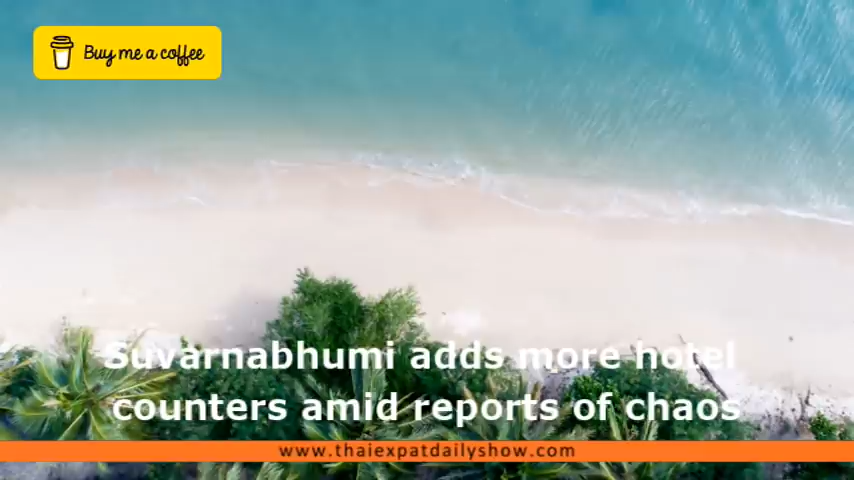 Buy me a coffee
Suvarnabhumi adds more hotel
counters amid reports of chaos
www.thaiexpatdailyshow.com